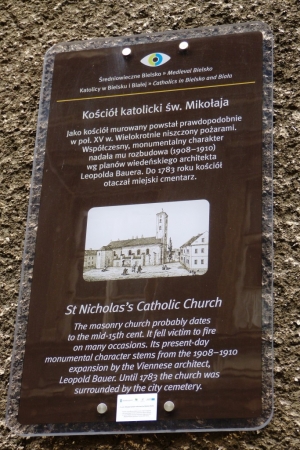 Średniowieczne Bielsko » Medieval Bielsko
Katolicy w Bielsku i Białej » Catholics in Bielsko and Biała
Kościół katolicki św. Mikołaja
Jako kościół murowany powstał prawdopodobnie
w poł. XV w. Wielokrotnie niszczony pożarami.
Współczesny, monumentalny charakter
nadała mu rozbudowa (1908–1910)
wg planów wiedeńskiego architekta
Leopolda Bauera. Do 1783 roku kościół
otaczał miejski cmentarz.
St Nicholas's Catholic Church
The masonry church probably dates
to the mid-15th cent. It fell victim to fire
on many occasions. Its present-day
monumental character stems from the 1908–1910
expansion by the Viennese architect,
Leopold Bauer. Until 1783 the church was
surrounded by the city cemetery.